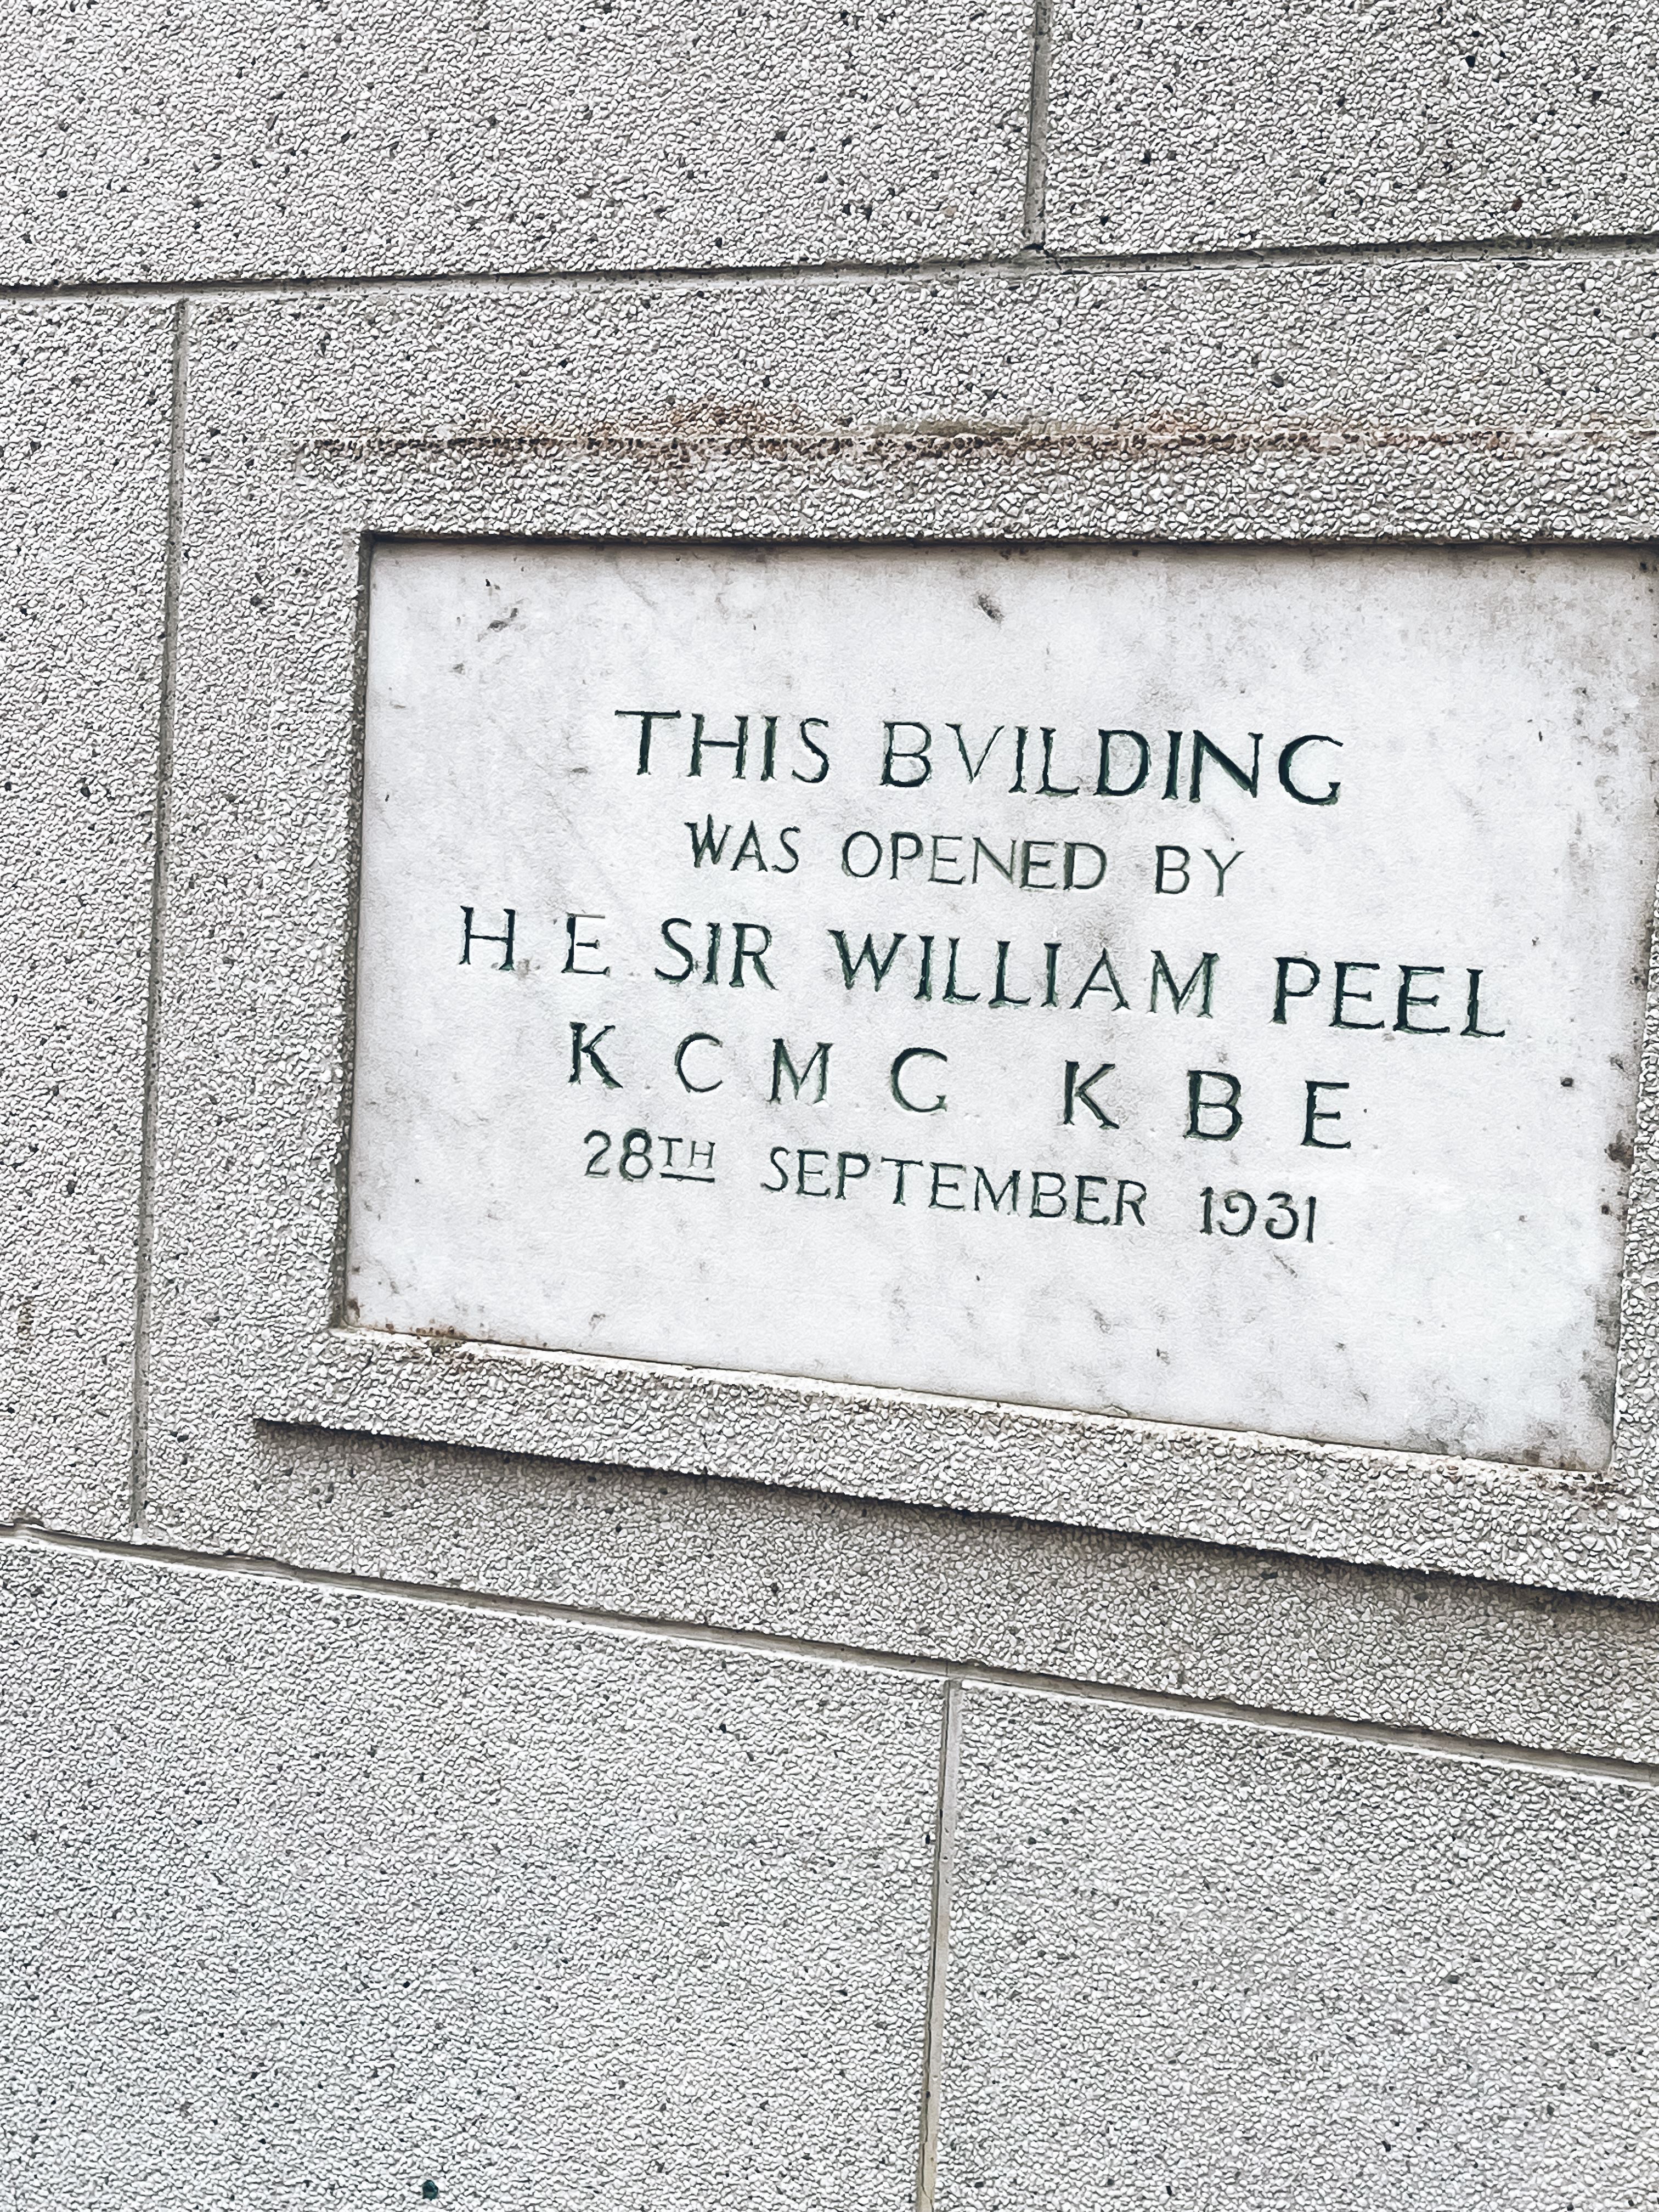 THIS BVILDING
WAS OPENED BY
H E SIR WILLIAM PEEL
K C M G K B E
28TH SEPTEMBER 1931